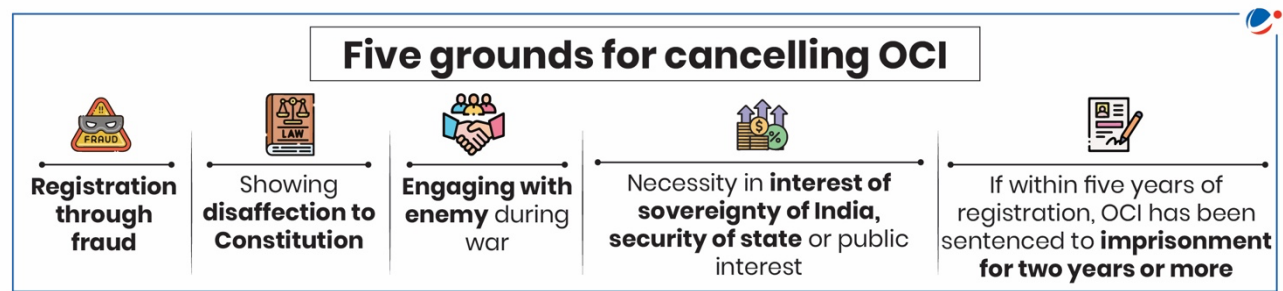 Five grounds for cancelling OCI
FRAUD
LAW
$
%
Registration
through
fraud
Showing
disaffection to
Constitution
Engaging with
enemy during
war
Necessity in interest of
sovereignty of India,
security of state or public
interest
If within five years of
registration, OCI has been
sentenced to imprisonment
for two years or more